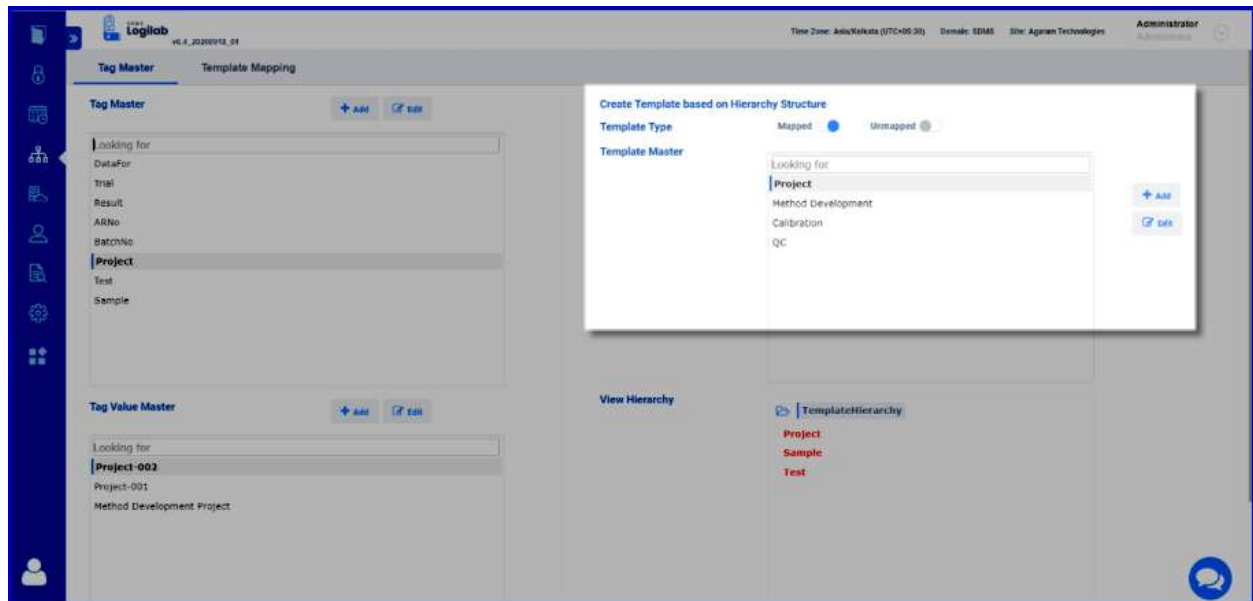 SDMS
Logilab
Time Zone: Asia/Kolkata (UTC+05:30) Domain: SDMS Site: Agaram Technologies
Administrator
Administrator
Tag Master Template Mapping
Tag Master
Add Edit
Looking for
DataFor
Trial
Result
ARNo
BatchNo
Project
Test
Sample
Create Template based on Hierarchy Structure
Template Type Mapped Unmapped
Template Master
Looking for
Project
Method Development
Calibration
QC
Add
Edit
Tag Value Master
Add Edit
Looking for
Project-002
Project-001
Method Development Project
View Hierarchy
TemplateHierarchy
Project
Sample
Test